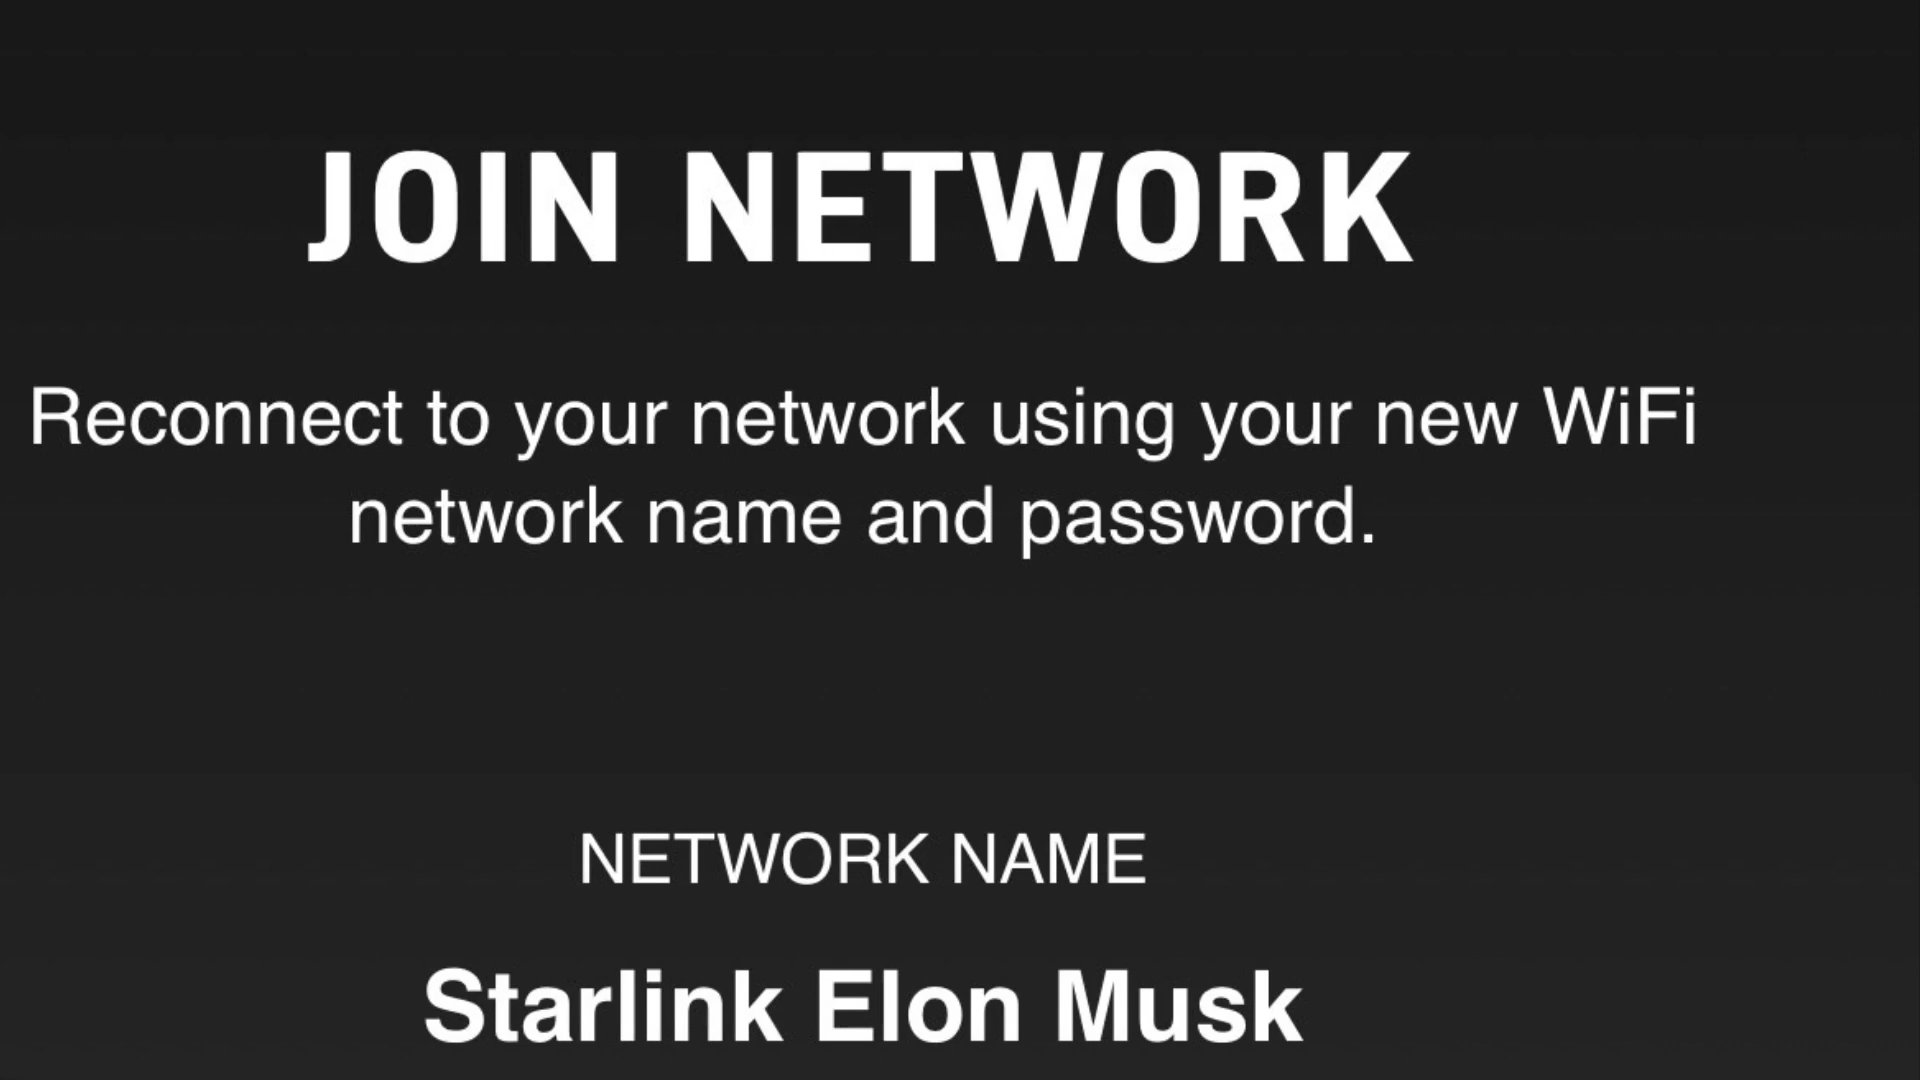 JOIN NETWORK
Reconnect to your network using your new WiFi
network name and password.
NETWORK NAME
Starlink Elon Musk